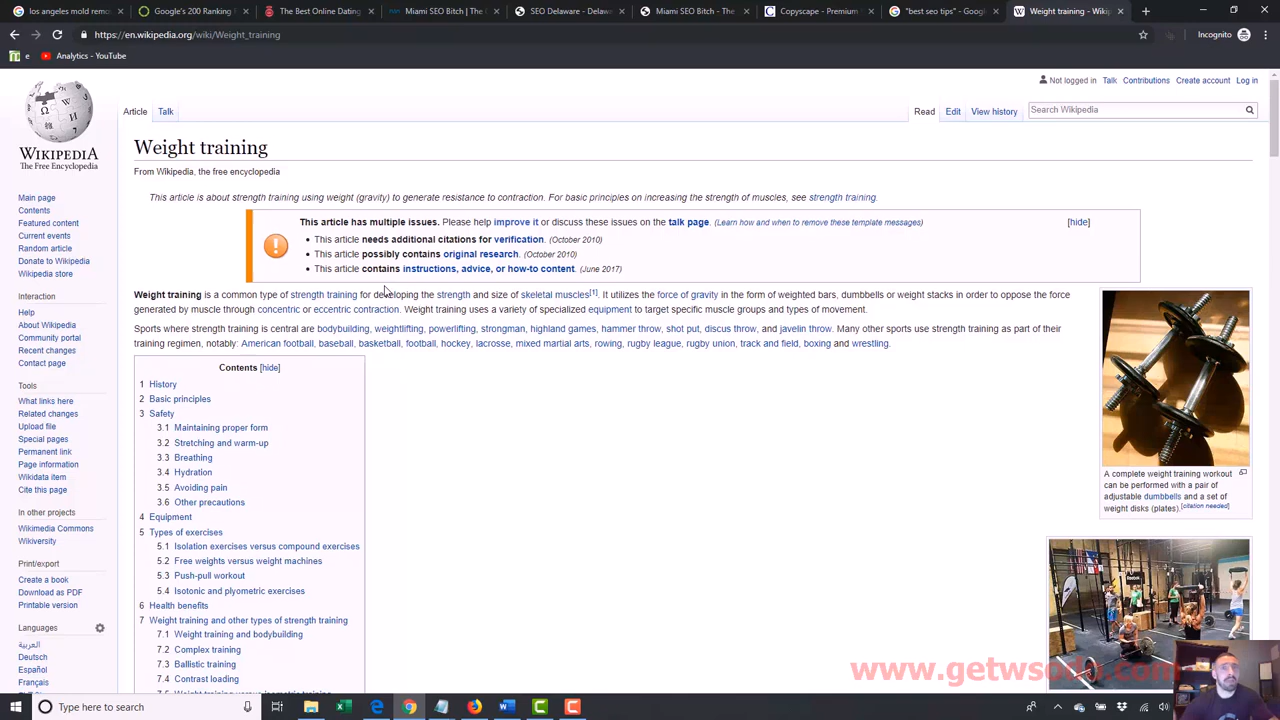 los angeles mold remo
Google's 200 Ranking F
The Best Online Dating
Miami SEO Bitch | The C
SEO Delaware - Delaw
Miami SEO Bitch - The
Copyscape - Premium
"best seo tips" - Googl
Weight training - Wikip
https://en.wikipedia.org/wiki/Weight_training
Incognito
e
Analytics - YouTube
Not logged in Talk Contributions Create account Log in
Article Talk
Read Edit View history
Search Wikipedia
WIKIPEDIA
The Free Encyclopedia
Weight training
From Wikipedia, the free encyclopedia
This article is about strength training using weight (gravity) to generate resistance to contraction. For basic principles on increasing the strength of muscles, see strength training.
This article has multiple issues. Please help improve it or discuss these issues on the talk page. (Learn how and when to remove these template messages) [hide]
• This article needs additional citations for verification. (October 2010)
• This article possibly contains original research. (October 2010)
• This article contains instructions, advice, or how-to content. (June 2017)
Weight training is a common type of strength training for developing the strength and size of skeletal muscles[1]. It utilizes the force of gravity in the form of weighted bars, dumbbells or weight stacks in order to oppose the force
generated by muscle through concentric or eccentric contraction. Weight training uses a variety of specialized equipment to target specific muscle groups and types of movement.
Sports where strength training is central are bodybuilding, weightlifting, powerlifting, strongman, highland games, hammer throw, shot put, discus throw, and javelin throw. Many other sports use strength training as part of their
training regimen, notably: American football, baseball, basketball, football, hockey, lacrosse, mixed martial arts, rowing, rugby league, rugby union, track and field, boxing and wrestling.
Main page
Contents
Featured content
Current events
Random article
Donate to Wikipedia
Wikipedia store
Interaction
Help
About Wikipedia
Community portal
Recent changes
Contact page
Tools
What links here
Related changes
Upload file
Special pages
Permanent link
Page information
Wikidata item
Cite this page
In other projects
Wikimedia Commons
Wikiversity
Print/export
Create a book
Download as PDF
Printable version
Languages
العربية
Deutsch
Español
Français
Contents [hide]
1 History
2 Basic principles
3 Safety
3.1 Maintaining proper form
3.2 Stretching and warm-up
3.3 Breathing
3.4 Hydration
3.5 Avoiding pain
3.6 Other precautions
4 Equipment
5 Types of exercises
5.1 Isolation exercises versus compound exercises
5.2 Free weights versus weight machines
5.3 Push-pull workout
5.4 Isotonic and plyometric exercises
6 Health benefits
7 Weight training and other types of strength training
7.1 Weight training and bodybuilding
7.2 Complex training
7.3 Ballistic training
7.4 Contrast loading
7.5 Weight training versus isometric training
A complete weight training workout
can be performed with a pair of
adjustable dumbbells and a set of
weight disks (plates).[citation needed]
www.getwsodo.com
Type here to search